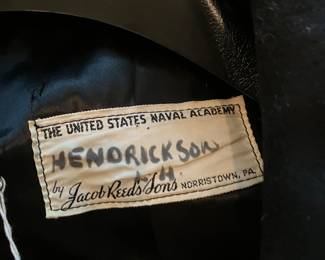 THE UNITED STATES NAVAL ACADEMY
HENDRICKSON
by Jacob Reed's Sons NORRISTOWN, PA.